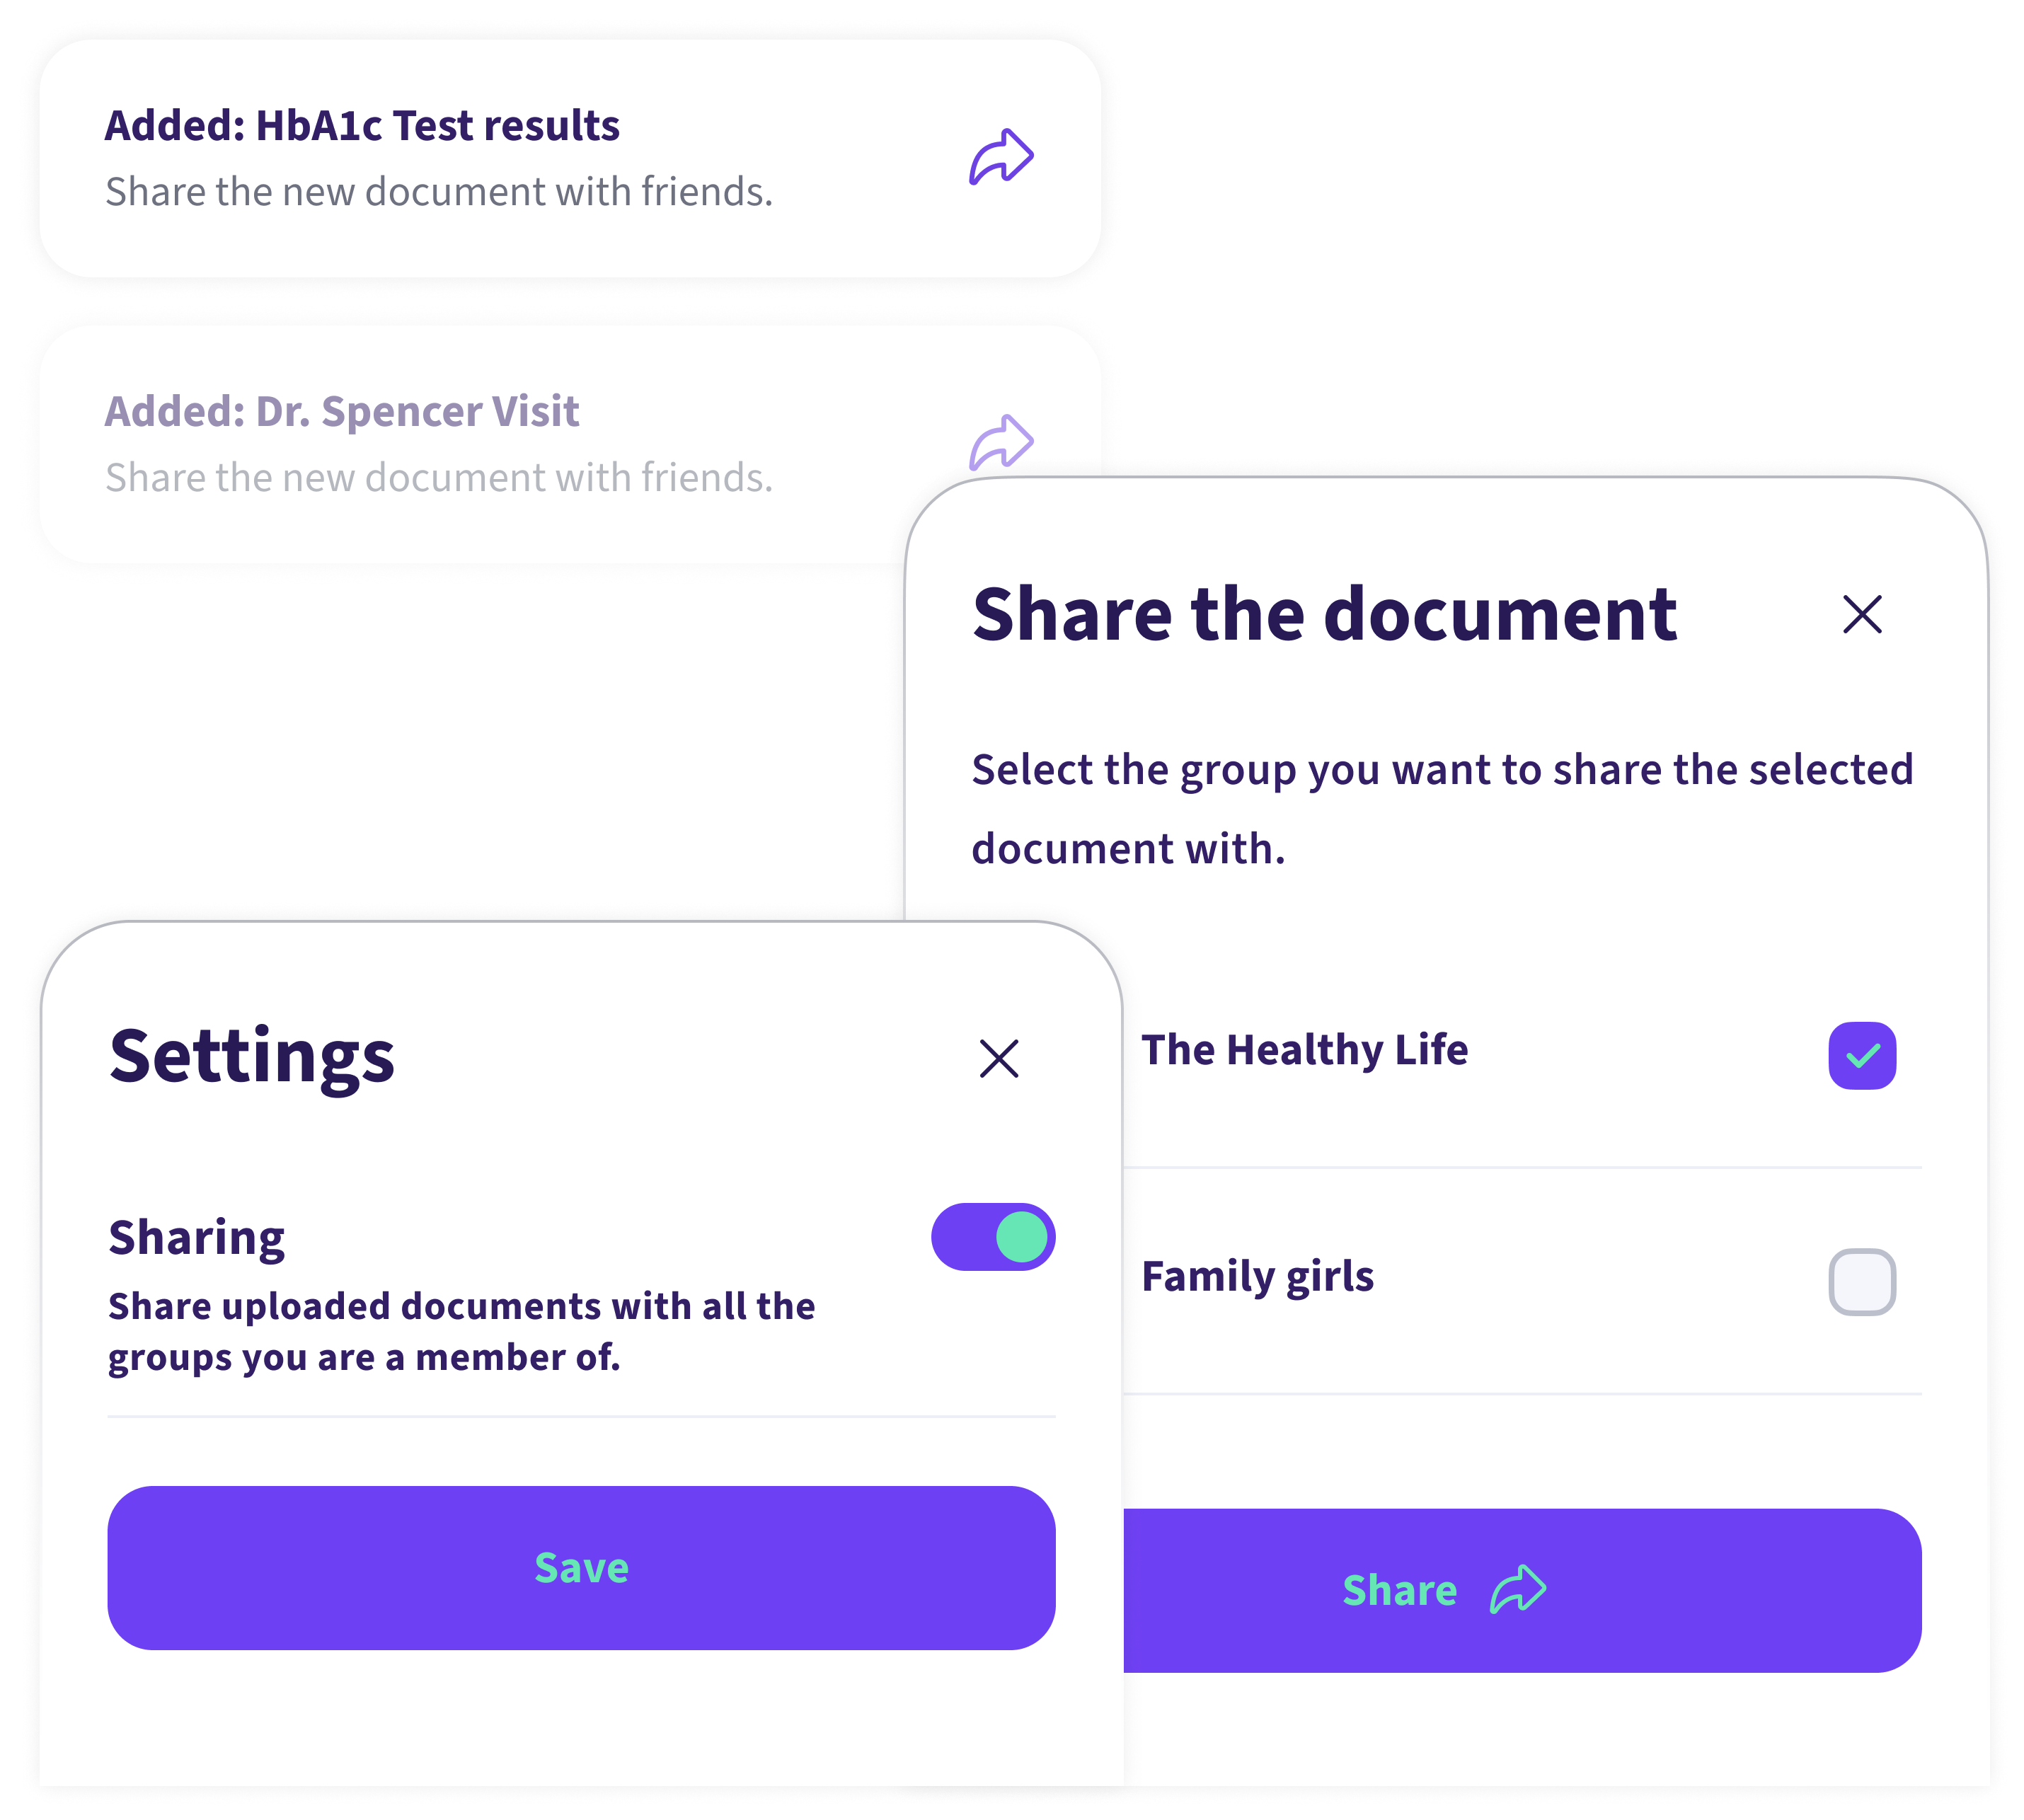 Added: HbA1c Test results
Share the new document with friends.
Added: Dr. Spencer Visit
Share the new document with friends.
Share the document
Select the group you want to share the selected
document with.
The Healthy Life
Family girls
Share
Settings
Sharing
Share uploaded documents with all the
groups you are a member of.
Save